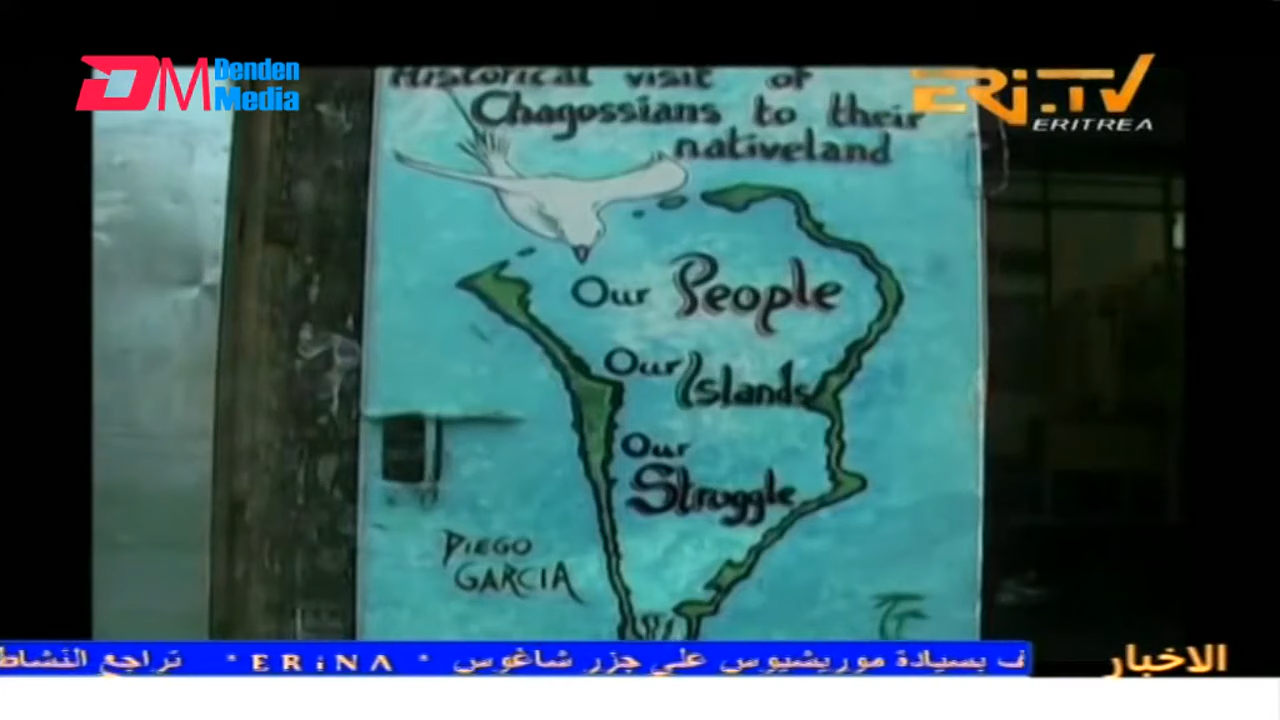 DM Denden Media
ERi-TV
ERITREA
Historical visit of
Chagossians to their
nativeland
Our People
Our Islands
Our Struggle
DIEGO
GARCIA
ف بسيادة موريشيوس على جزر شاغوس * ERiNA * تراجع النشاط
الاخبار